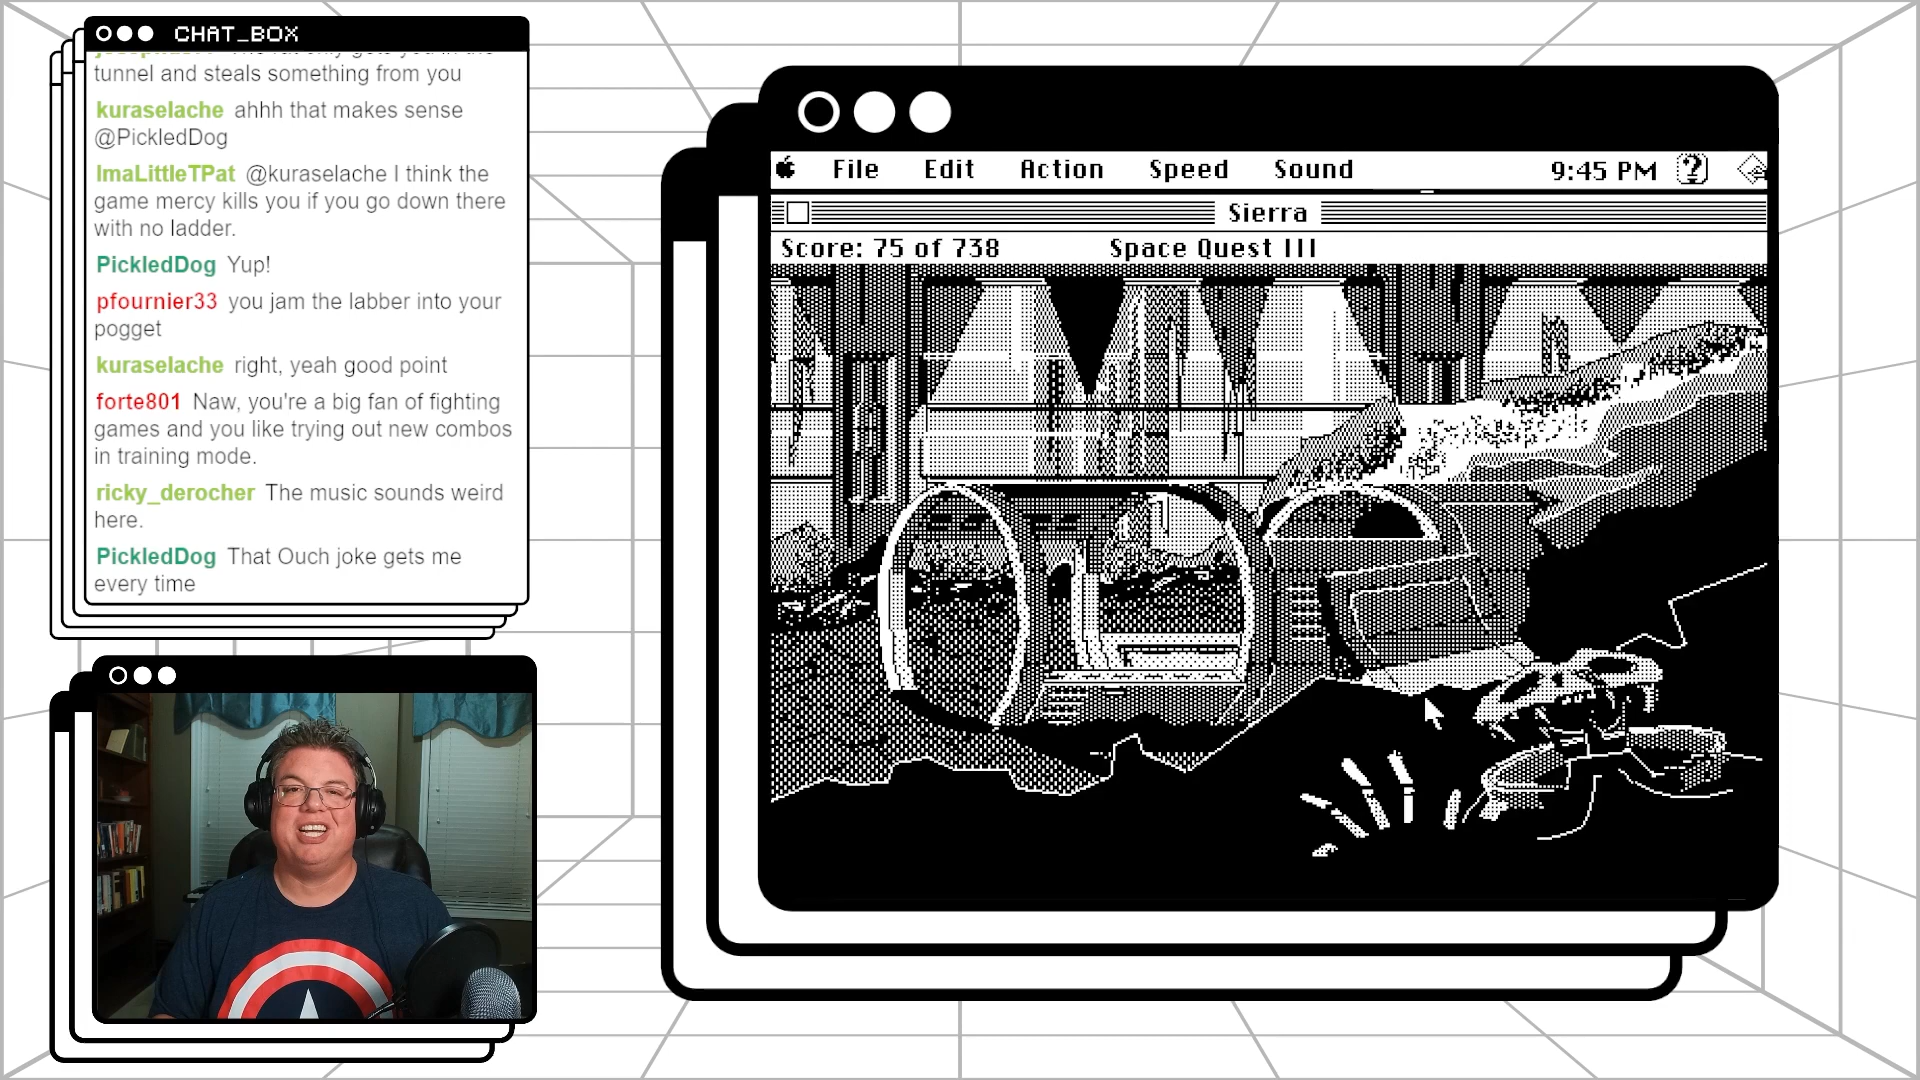 CHAT_BOX
tunnel and steals something from you
kuraselache ahhh that makes sense
@PickledDog
ImaLittleTPat @kuraselache I think the
game mercy kills you if you go down there
with no ladder.
PickledDog Yup!
pfournier33 you jam the labber into your
pogget
kuraselache right, yeah good point
forte801 Naw, you're a big fan of fighting
games and you like trying out new combos
in training mode.
ricky_derocher The music sounds weird
here.
PickledDog That Ouch joke gets me
every time
File Edit Action Speed Sound 9:45 PM
Sierra
Score: 75 of 738 Space Quest III